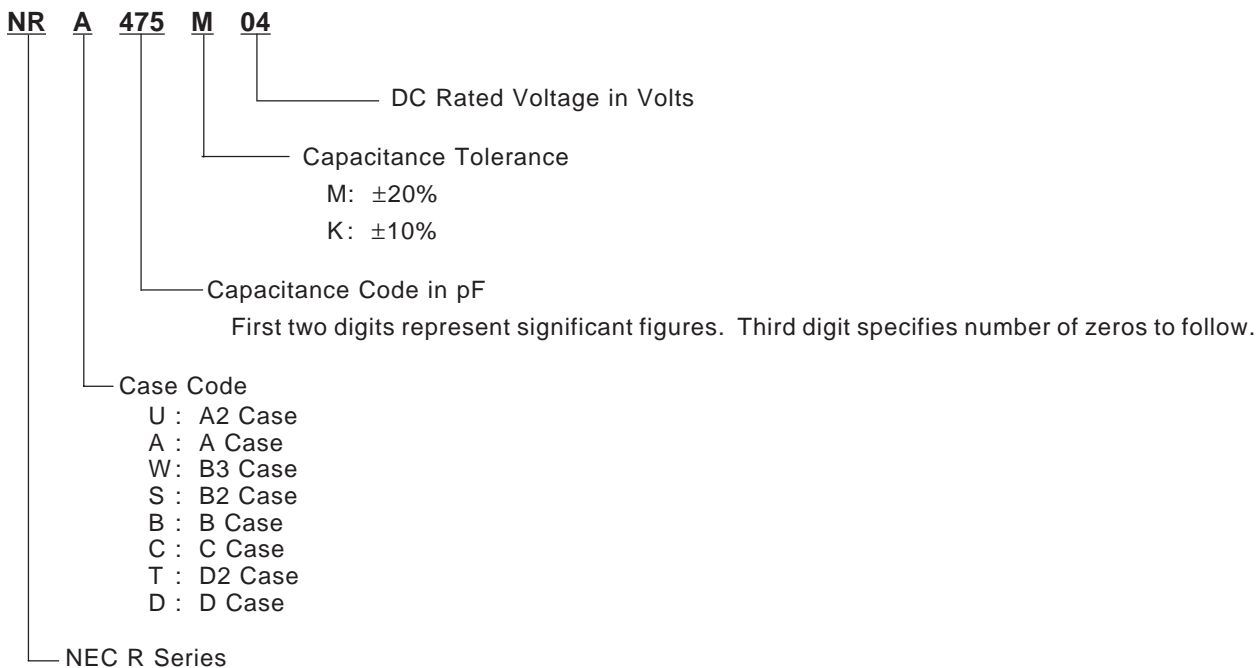 NR A 475 M 04
DC Rated Voltage in Volts
Capacitance Tolerance
M: ±20%
K: ±10%
Capacitance Code in pF
First two digits represent significant figures. Third digit specifies number of zeros to follow.
Case Code
U : A2 Case
A : A Case
W: B3 Case
S : B2 Case
B : B Case
C : C Case
T : D2 Case
D : D Case
NEC R Series